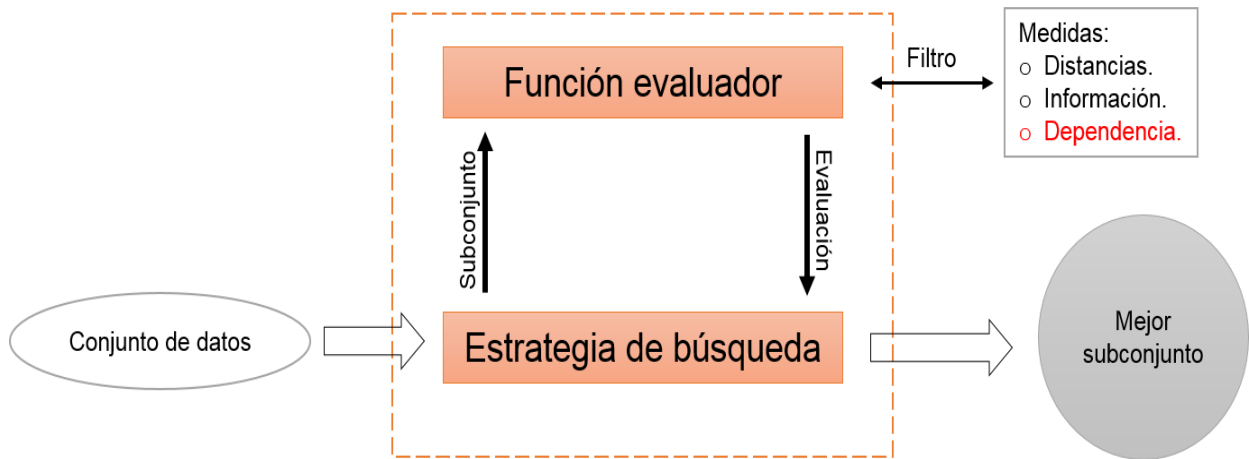 Función evaluador
Filtro
Medidas:
o Distancias.
o Información.
o Dependencia.
Subconjunto
Evaluación
Conjunto de datos
Estrategia de búsqueda
Mejor
subconjunto